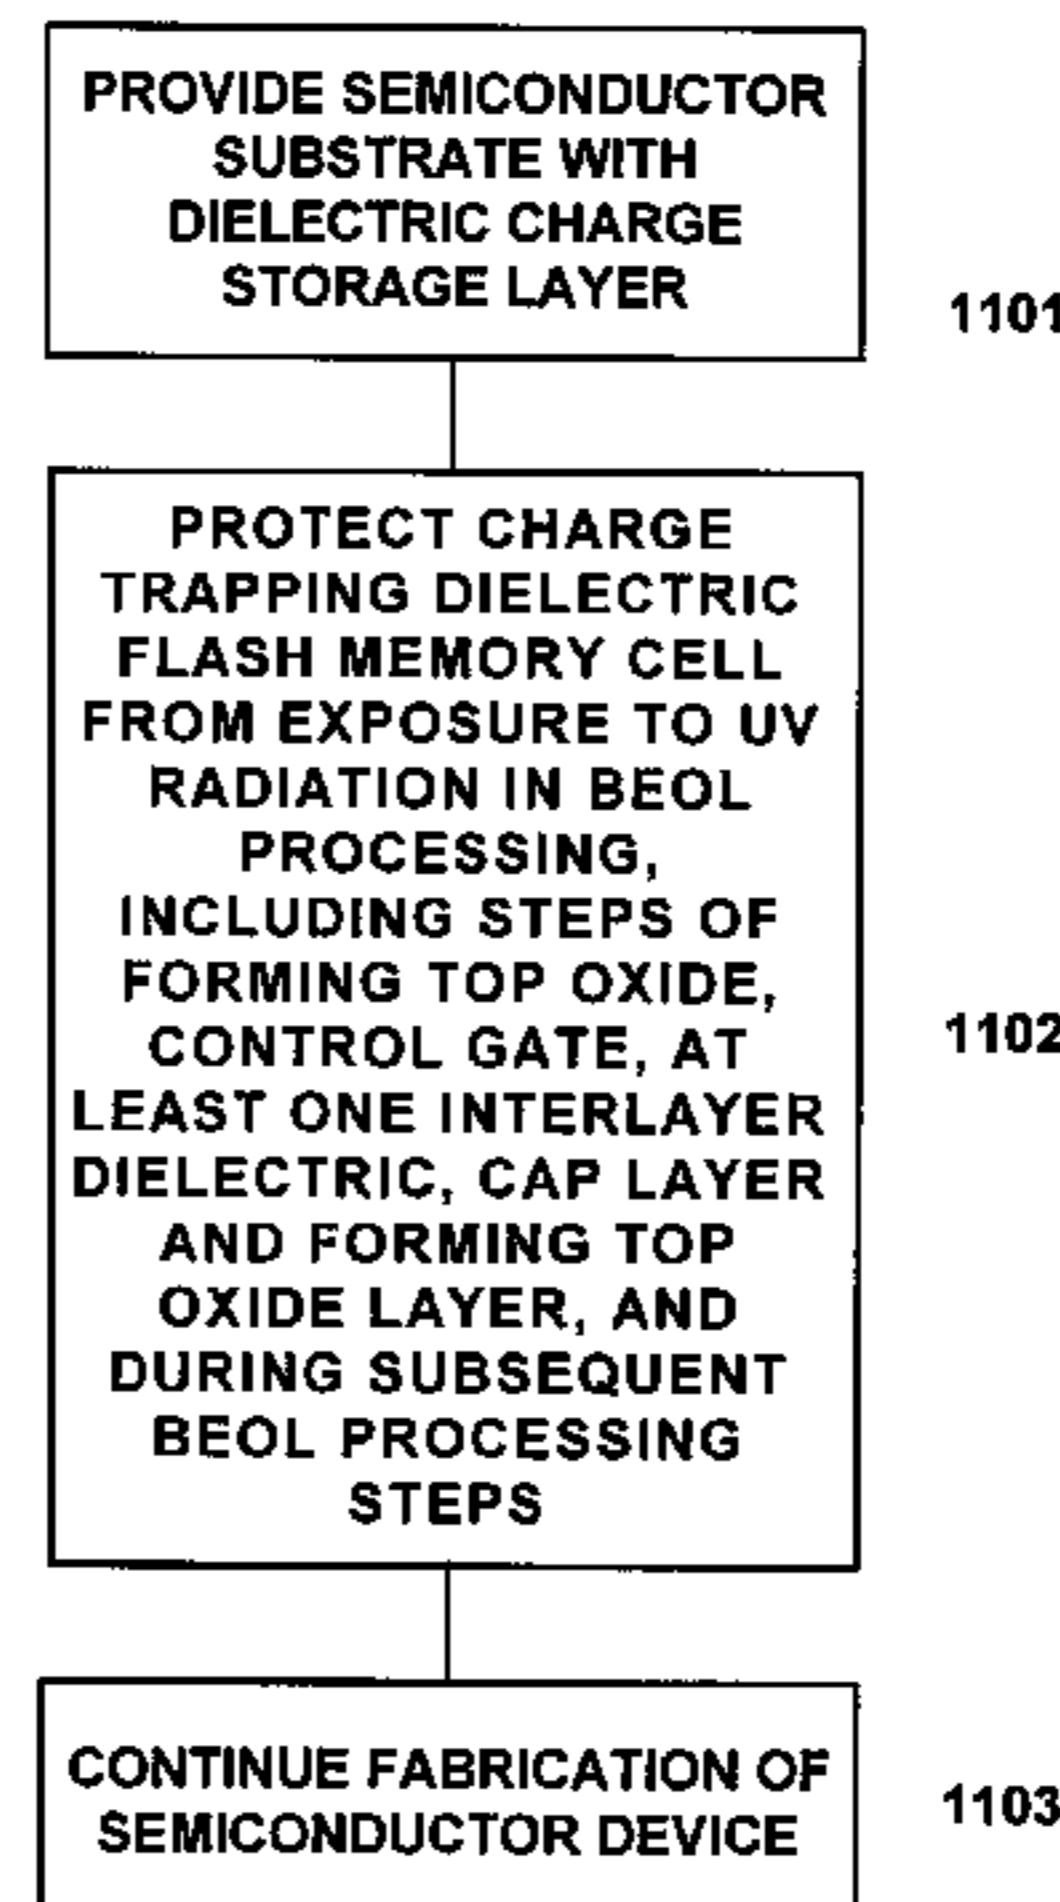 PROVIDE SEMICONDUCTOR
SUBSTRATE WITH
DIELECTRIC CHARGE
STORAGE LAYER
1101
PROTECT CHARGE
TRAPPING DIELECTRIC
FLASH MEMORY CELL
FROM EXPOSURE TO UV
RADIATION IN BEOL
PROCESSING,
INCLUDING STEPS OF
FORMING TOP OXIDE,
CONTROL GATE, AT
LEAST ONE INTERLAYER
DIELECTRIC, CAP LAYER
AND FORMING TOP
OXIDE LAYER, AND
DURING SUBSEQUENT
BEOL PROCESSING
STEPS
1102
CONTINUE FABRICATION OF
SEMICONDUCTOR DEVICE
1103